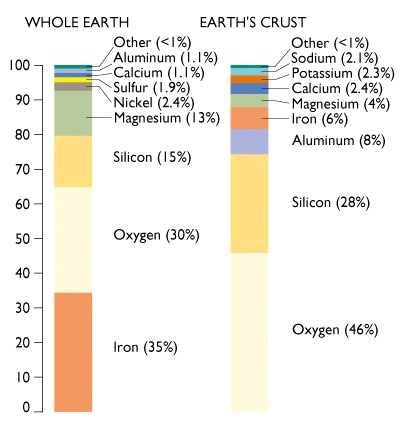 WHOLE EARTH
EARTH'S CRUST
Other (<1%)
Aluminum (1.1%)
Calcium (1.1%)
Sulfur (1.9%)
Nickel (2.4%)
Magnesium (13%)
Silicon (15%)
Oxygen (30%)
Iron (35%)
Other (<1%)
Sodium (2.1%)
Potassium (2.3%)
Calcium (2.4%)
Magnesium (4%)
Iron (6%)
Aluminum (8%)
Silicon (28%)
Oxygen (46%)
100
90
80
70
60
50
40
30
20
10
0